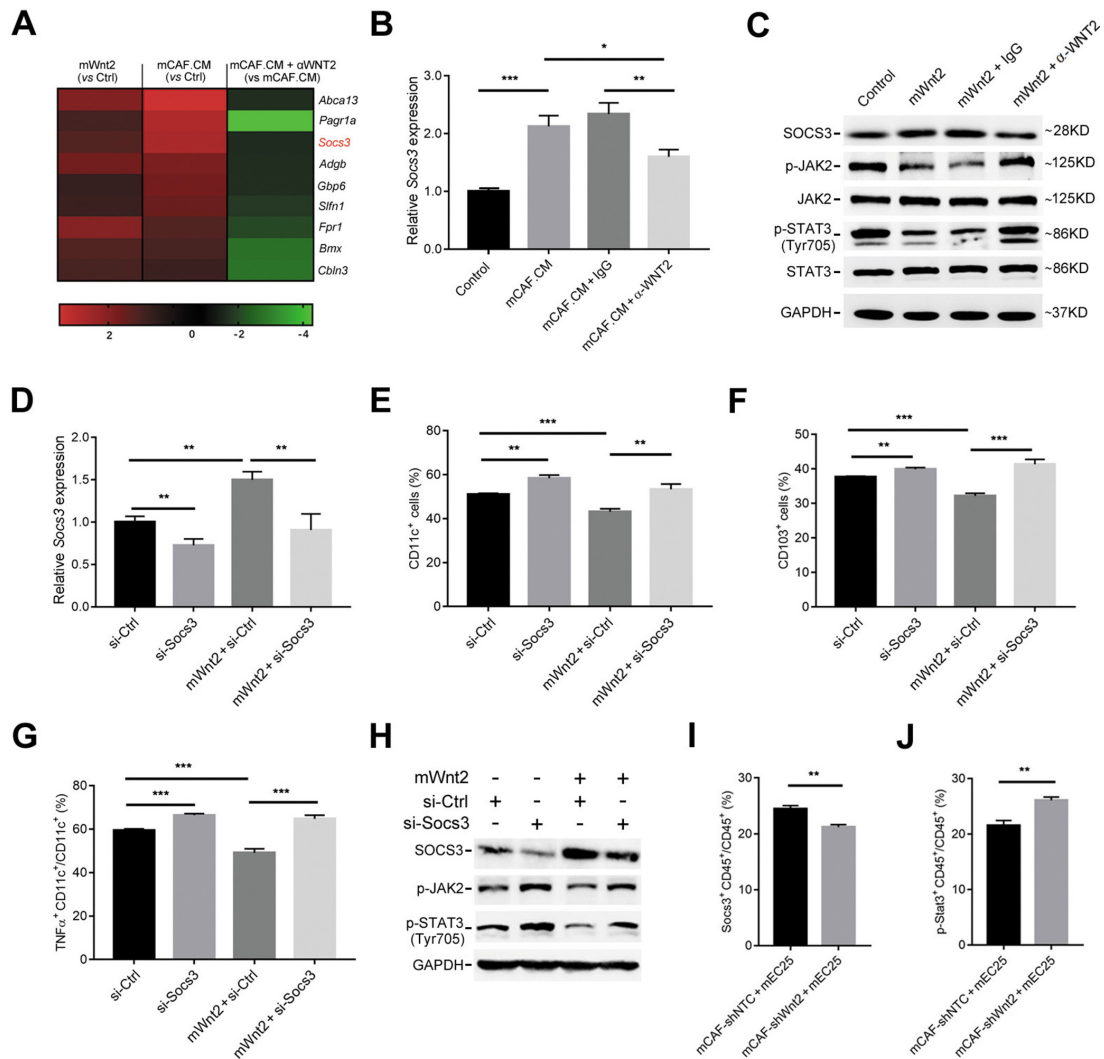 A
mWnt2 mCAF.CM mCAF.CM + αWNT2
(vs Ctrl) (vs Ctrl) (vs mCAF.CM)
Abca13
Pagr1a
Socs3
Adgb
Gbp6
Slfn1
Fpr1
Bmx
Cbln3
2 0 -2 -4
B
Relative Socs3 expression
3.0
2.0
1.0
0.0
*
*** **
Control mCAF.CM mCAF.CM + IgG mCAF.CM + α-WNT2
C
Control mWnt2 mWnt2 + IgG mWnt2 + α-WNT2
SOCS3 ~28KD
p-JAK2 ~125KD
JAK2 ~125KD
p-STAT3 ~86KD
(Tyr705)
STAT3 ~86KD
GAPDH ~37KD
D
Relative Socs3 expression
2.0
1.5
1.0
0.5
0.0
** **
**
si-Ctrl si-Socs3 mWnt2 + si-Ctrl mWnt2 + si-Socs3
E
CD11c+ cells (%)
80
60
40
20
0
***
** **
si-Ctrl si-Socs3 mWnt2 + si-Ctrl mWnt2 + si-Socs3
F
CD103+ cells (%)
50
40
30
20
10
0
***
** ***
si-Ctrl si-Socs3 mWnt2 + si-Ctrl mWnt2 + si-Socs3
G
TNFα+ CD11c+/CD11c+ (%)
80
60
40
20
0
***
*** ***
si-Ctrl si-Socs3 mWnt2 + si-Ctrl mWnt2 + si-Socs3
H
mWnt2 - - + +
si-Ctrl + - + -
si-Socs3 - + - +
SOCS3
p-JAK2
p-STAT3
(Tyr705)
GAPDH
I
Socs3+ CD45+/CD45+ (%)
30
20
10
0
**
mCAF-shNTC + mEC25 mCAF-shWnt2 + mEC25
J
p-Stat3+ CD45+/CD45+ (%)
30
20
10
0
**
mCAF-shNTC + mEC25 mCAF-shWnt2 + mEC25